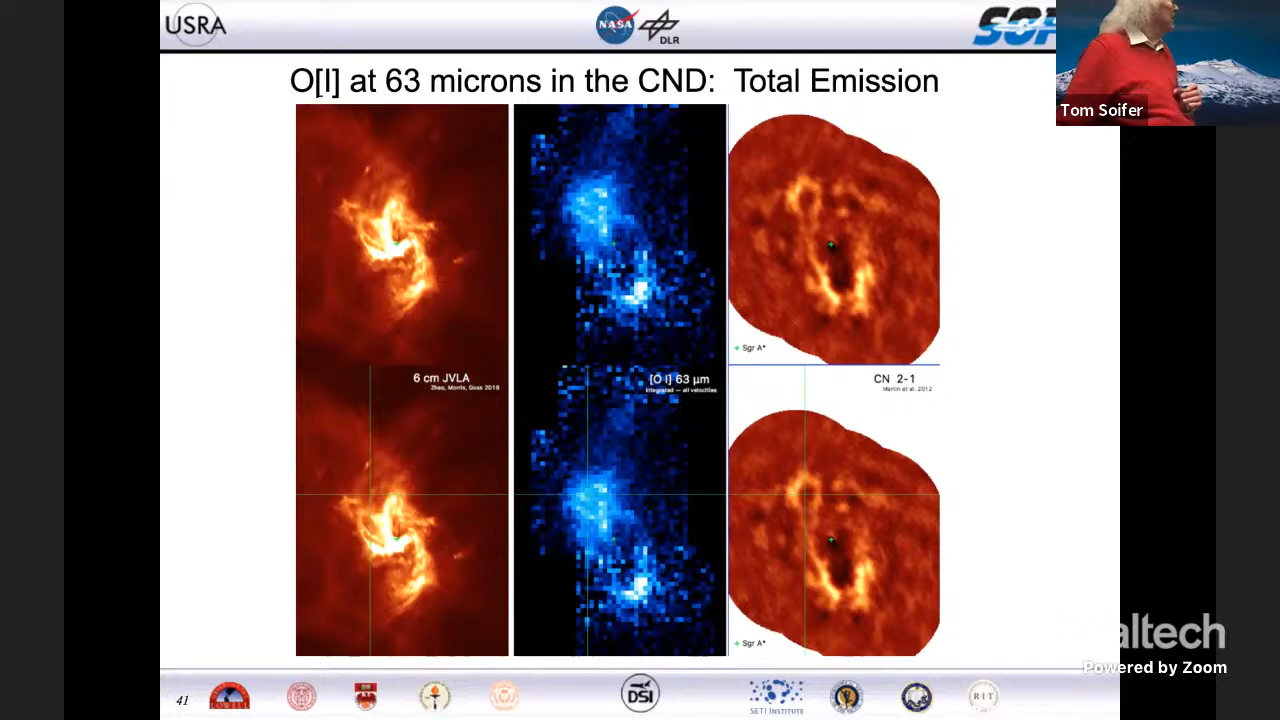 USRA
NASA
DLR
SOF
Tom Soifer
O[I] at 63 microns in the CND: Total Emission
+ Sgr A*
6 cm JVLA
Zhao, Morris, Goss 2016
[O I] 63 µm
integrated — all velocities
CN 2-1
Martin et al. 2012
+ Sgr A*
altech
Powered by Zoom
41
LOWELL
DSI
SETI INSTITUTE
R·I·T